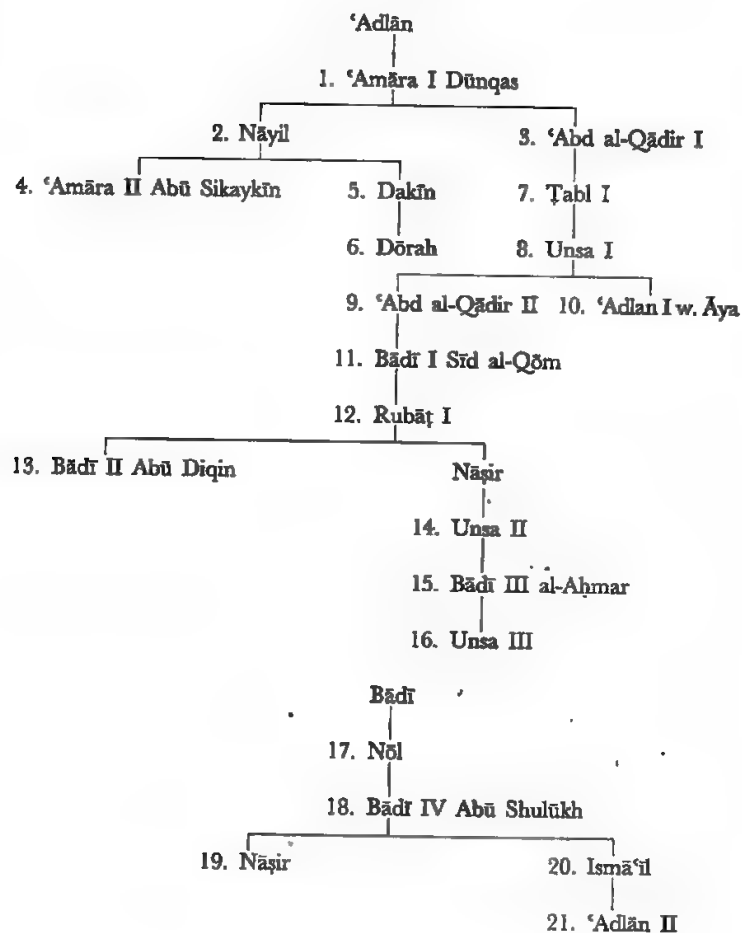 ʿAdlān
1. ʿAmāra I Dūnqas
2. Nāyil 3. ʿAbd al-Qādir I
4. ʿAmāra II Abū Sikaykīn 5. Dakīn 7. Ṭabl I
6. Dōrah 8. Unsa I
9. ʿAbd al-Qādir II 10. ʿAdlan I w. Āya
11. Bādī I Sīd al-Qōm
12. Rubāṭ I
13. Bādī II Abū Diqin Nāṣir
14. Unsa II
15. Bādī III al-Aḥmar
16. Unsa III
Bādī
17. Nōl
18. Bādī IV Abū Shulūkh
19. Nāṣir 20. Ismāʿīl
21. ʿAdlān II